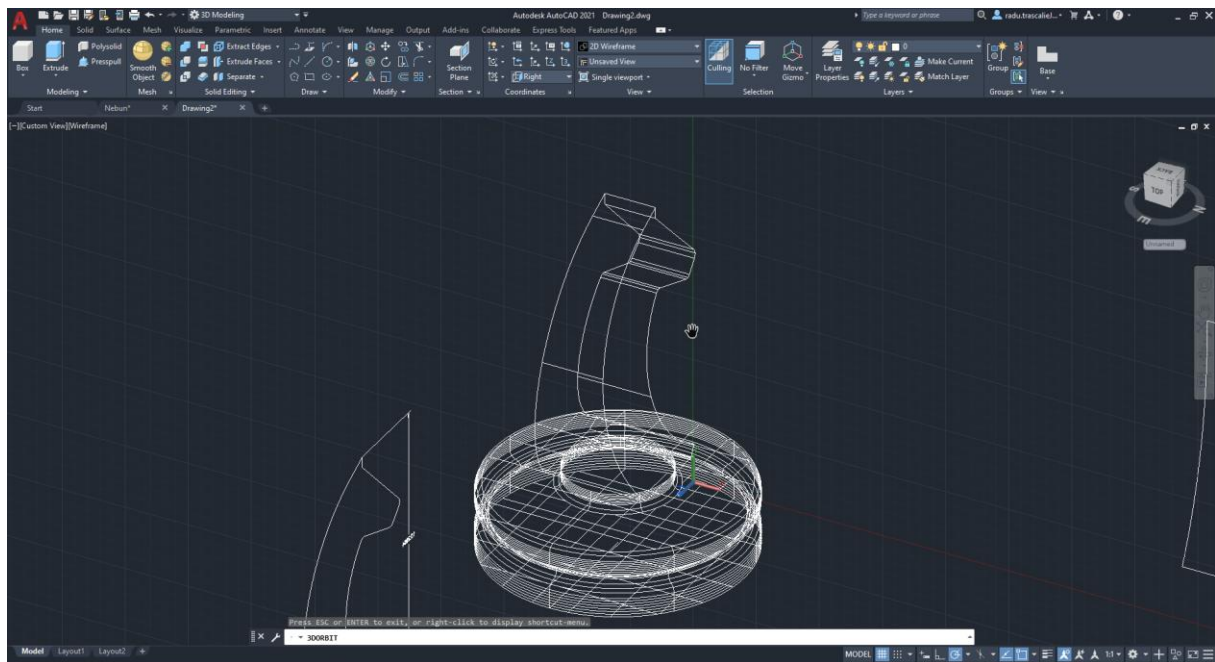 A 3D Modeling Autodesk AutoCAD 2021 Drawing2.dwg Type a keyword or phrase radu.trascaliel...
Home Solid Surface Mesh Visualize Parametric Insert Annotate View Manage Output Add-ins Collaborate Express Tools Featured Apps
Polysolid Extract Edges 2D Wireframe 0
Presspull Extrude Faces Unsaved View Make Current
Box Extrude Smooth Object Separate Section Plane Right Single viewport Culling No Filter Move Gizmo Layer Properties Match Layer Group Base
Modeling Mesh Solid Editing Draw Modify Section Coordinates View Selection Layers Groups View
Start Nebun* Drawing2*
[−][Custom View][Wireframe]
TOP
N
E
Unnamed
Press ESC or ENTER to exit, or right-click to display shortcut-menu.
3DORBIT
Model Layout1 Layout2 + MODEL 1:1